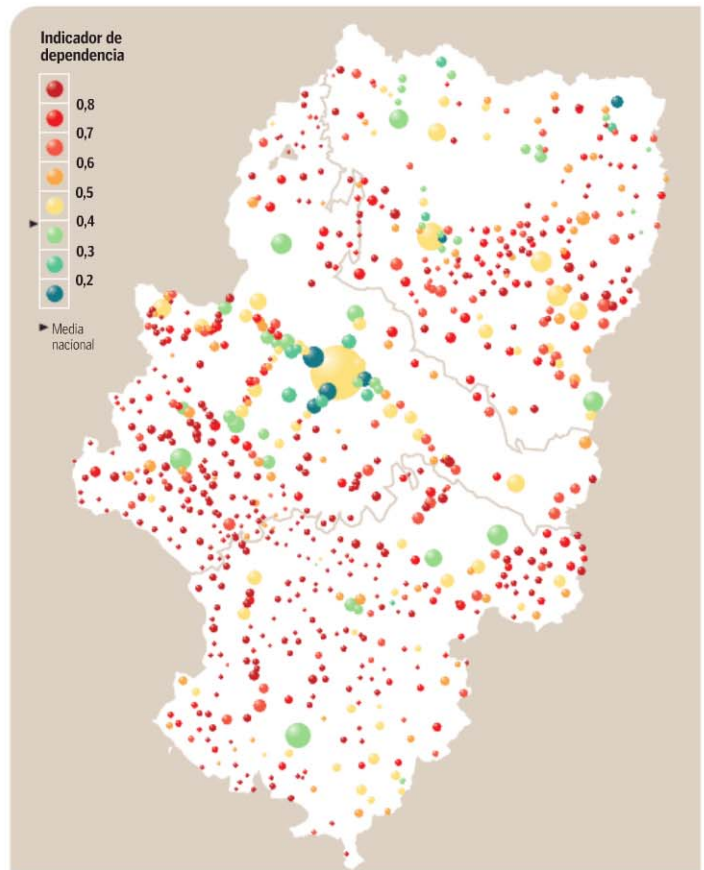 Indicador de
dependencia
0,8
0,7
0,6
0,5
0,4
0,3
0,2
Media
nacional